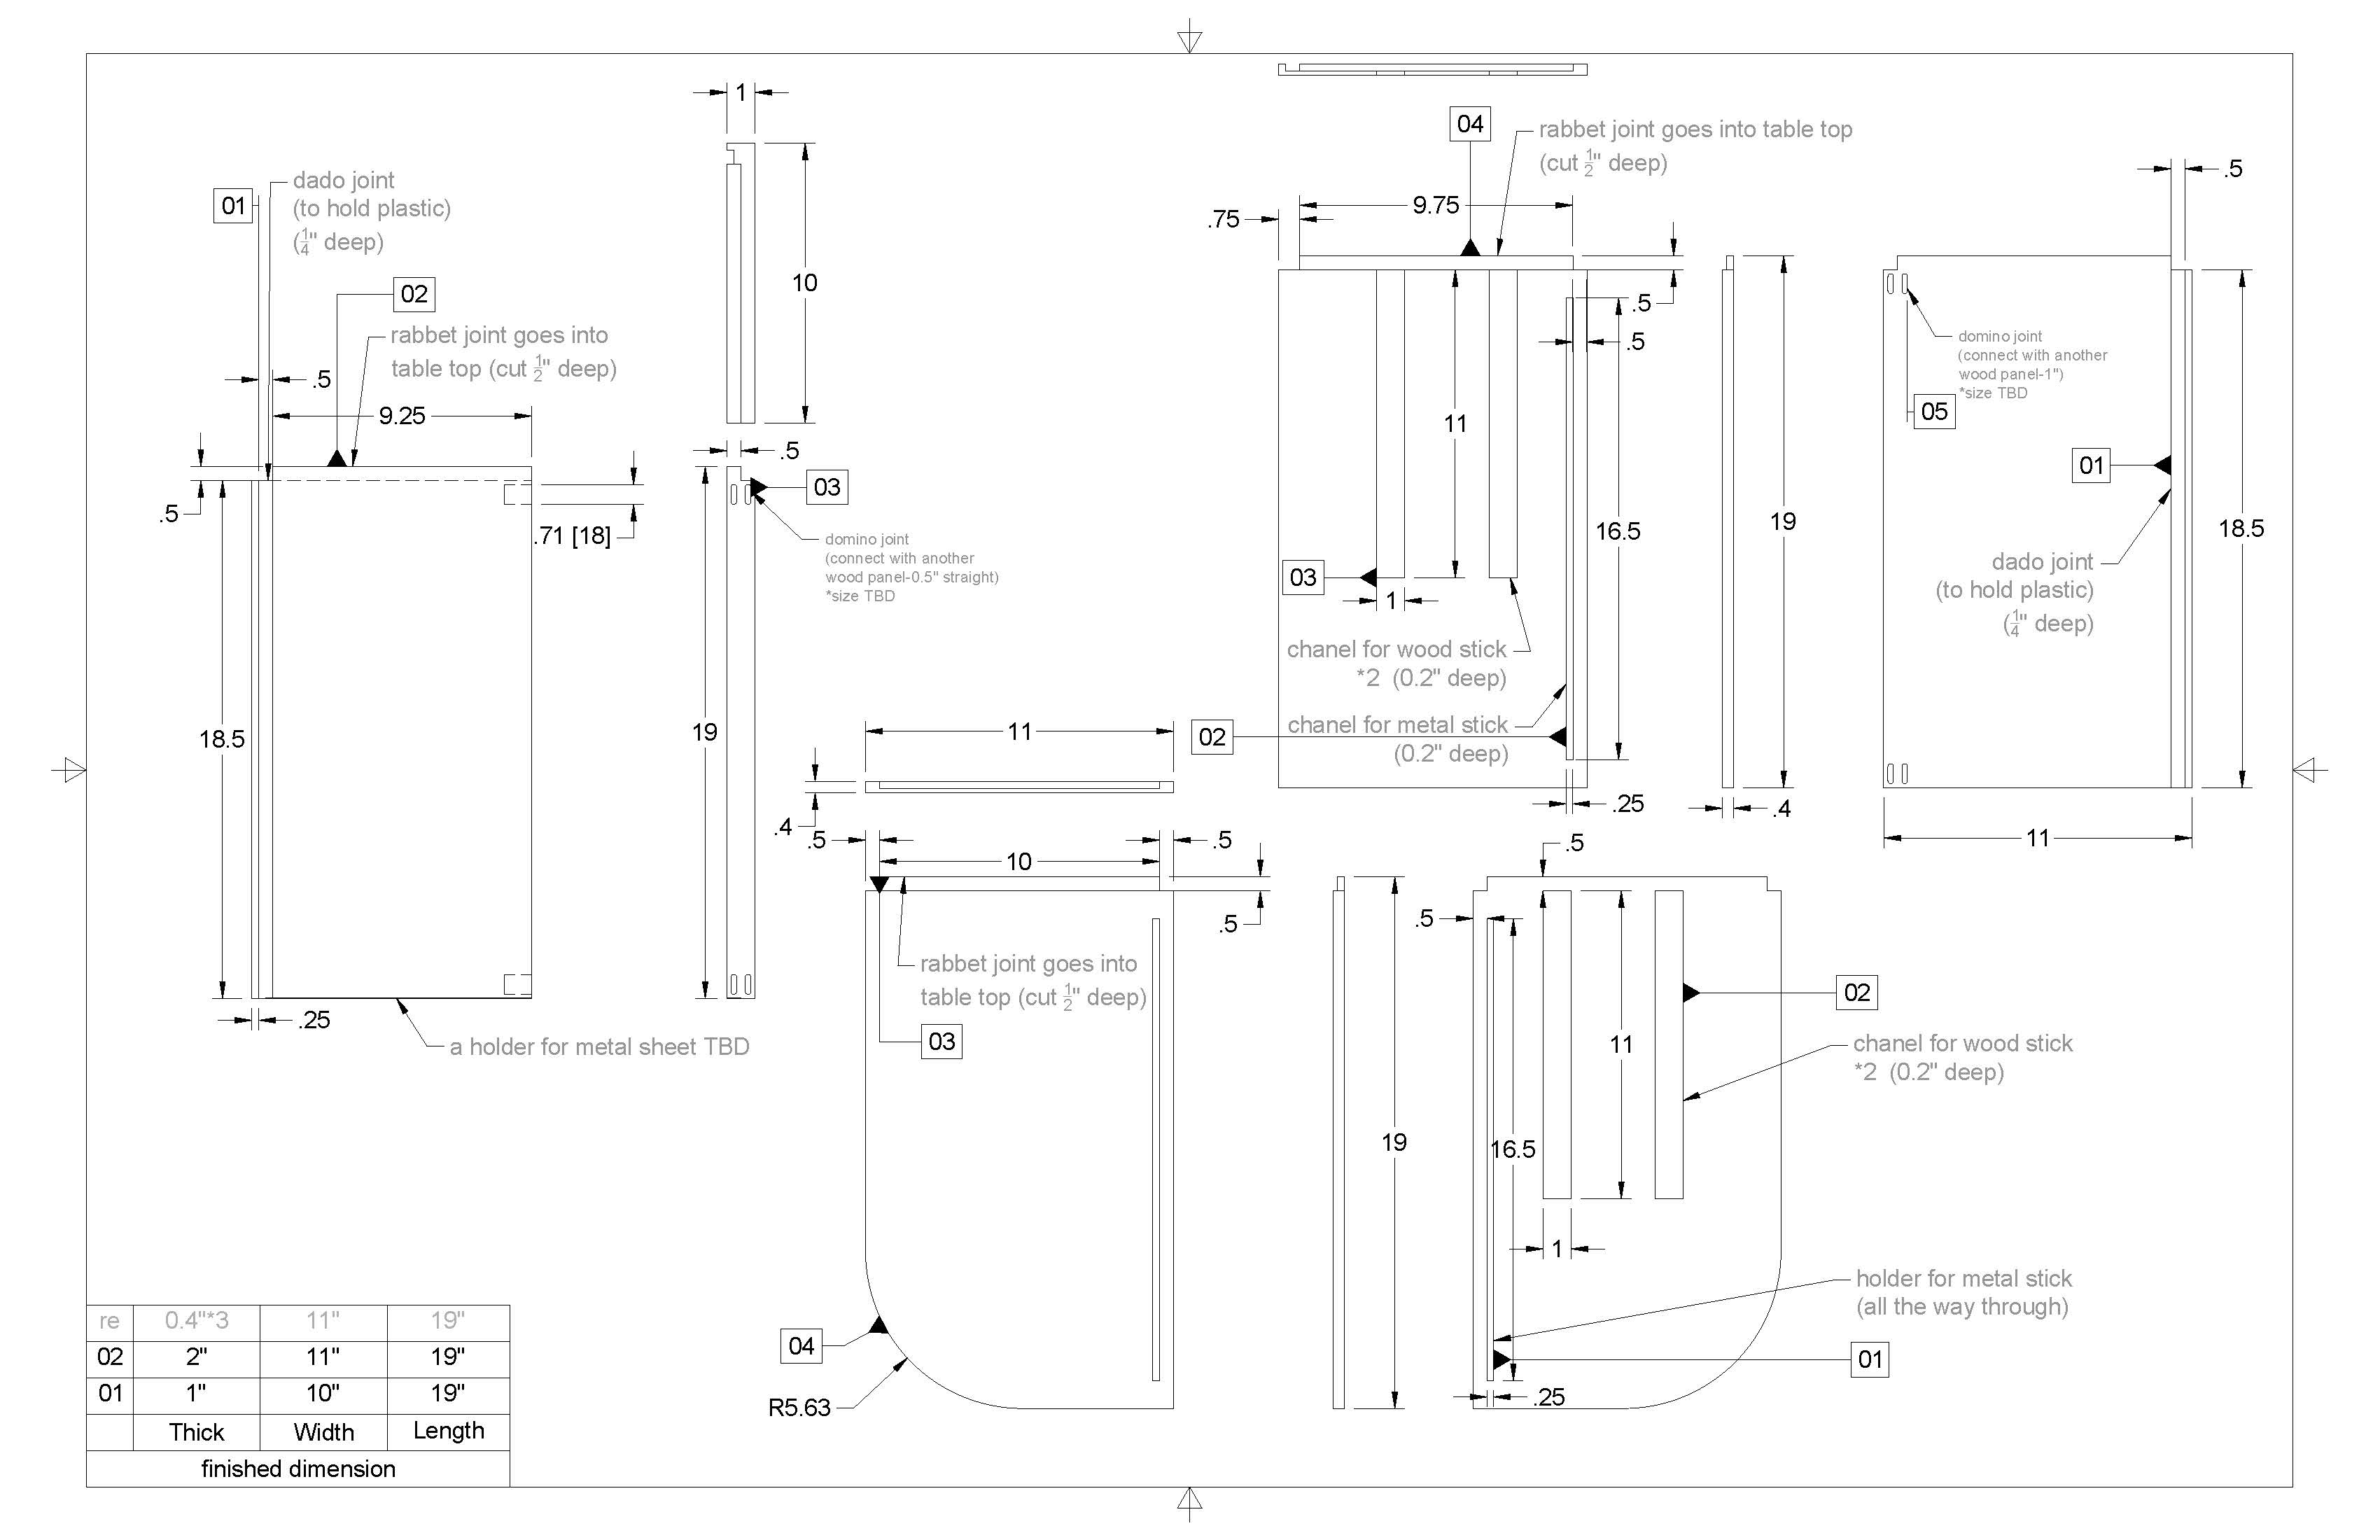 1
04
rabbet joint goes into table top
(cut 1/2" deep)
.5
dado joint
(to hold plastic)
(1/4" deep)
01
9.75
.75
10
02
rabbet joint goes into
table top (cut 1/2" deep)
.5
.5
.5
9.25
domino joint
(connect with another
wood panel-1")
*size TBD
05
11
.5
01
03
.5
.71 [18]
domino joint
(connect with another
wood panel-0.5" straight)
*size TBD
16.5
19
18.5
dado joint
(to hold plastic)
(1/4" deep)
03
1
chanel for wood stick
*2 (0.2" deep)
18.5
19
11
02
chanel for metal stick
(0.2" deep)
.25
.4
11
.4
.5
.5
10
.5
.5
.5
rabbet joint goes into
table top (cut 1/2" deep)
03
.25
a holder for metal sheet TBD
02
11
chanel for wood stick
*2 (0.2" deep)
19
16.5
1
holder for metal stick
(all the way through)
04
01
R5.63
.25
re 0.4"*3 11" 19"
02 2" 11" 19"
01 1" 10" 19"
Thick Width Length
finished dimension